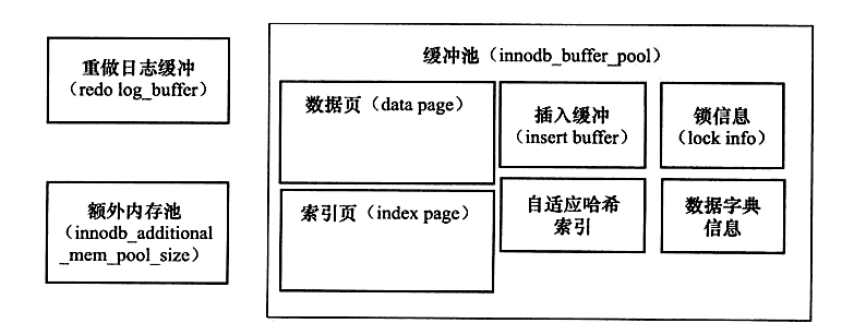 重做日志缓冲
（redo log_buffer）
额外内存池
（innodb_additional
_mem_pool_size）
缓冲池（innodb_buffer_pool）
数据页（data page）
插入缓冲
（insert buffer）
锁信息
（lock info）
索引页（index page）
自适应哈希
索引
数据字典
信息